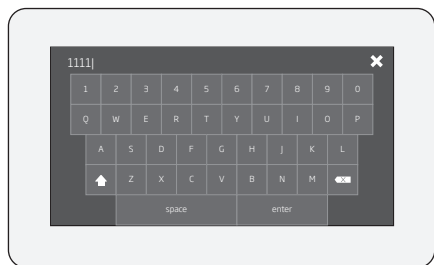 1111|
1 2 3 4 5 6 7 8 9 0
Q W E R T Y U I O P
A S D F G H J K L
Z X C V B N M
space enter